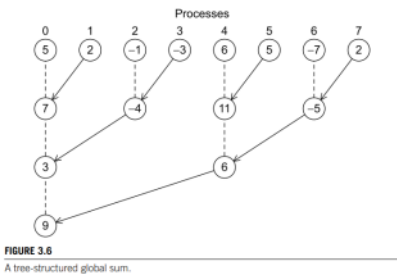 Processes
0 1 2 3 4 5 6 7
5 2 −1 −3 6 5 −7 2
7 −4 11 −5
3 6
9
FIGURE 3.6
A tree-structured global sum.